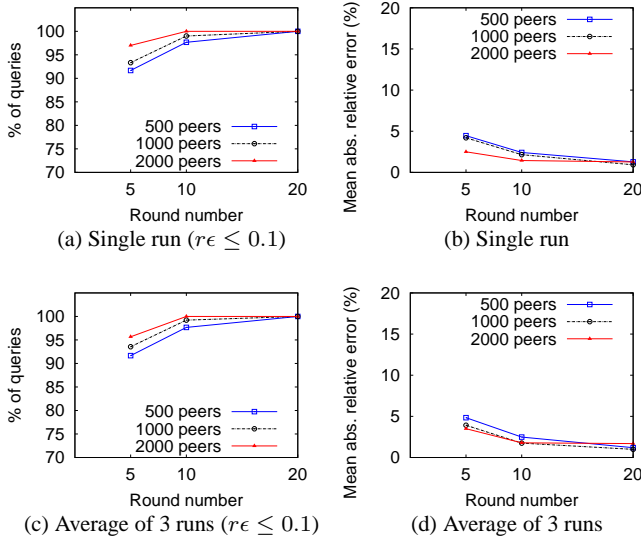 % of queries
100
95
90
85
80
75
70
500 peers
1000 peers
2000 peers
5 10 20
Round number
(a) Single run (rϵ ≤ 0.1)
Mean abs. relative error (%)
20
15
10
5
0
500 peers
1000 peers
2000 peers
5 10 20
Round number
(b) Single run
% of queries
100
95
90
85
80
75
70
500 peers
1000 peers
2000 peers
5 10 20
Round number
(c) Average of 3 runs (rϵ ≤ 0.1)
Mean abs. relative error (%)
20
15
10
5
0
500 peers
1000 peers
2000 peers
5 10 20
Round number
(d) Average of 3 runs